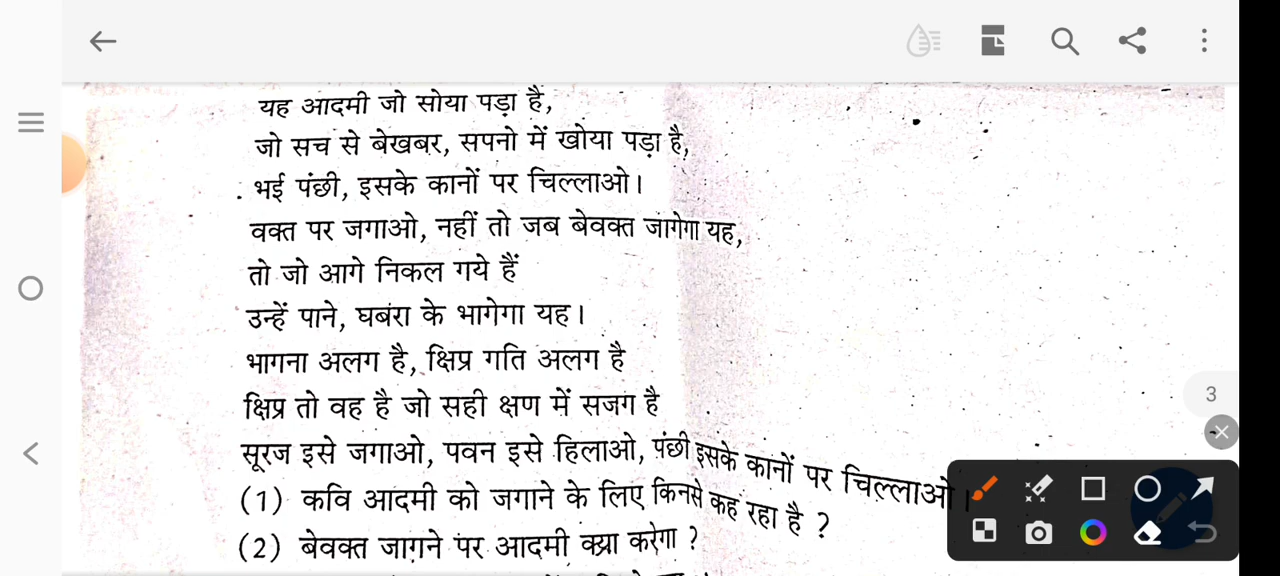 यह आदमी जो सोया पड़ा है,
जो सच से बेखबर, सपनो में खोया पड़ा है,
भई पंछी, इसके कानों पर चिल्लाओ।
वक्त पर जगाओ, नहीं तो जब बेवक्त जागेगा यह,
तो जो आगे निकल गये हैं
उन्हें पाने, घबंरा के भागेगा यह।
भागना अलग है, क्षिप्र गति अलग है
क्षिप्र तो वह है जो सही क्षण में सजग है
3
सूरज इसे जगाओ, पवन इसे हिलाओ, पंछी इसके कानों पर चिल्लाओ।
(1) कवि आदमी को जगाने के लिए किनसे कह रहा है ?
(2) बेवक्त जाग़ने पर आदमी क्या करेगा ?